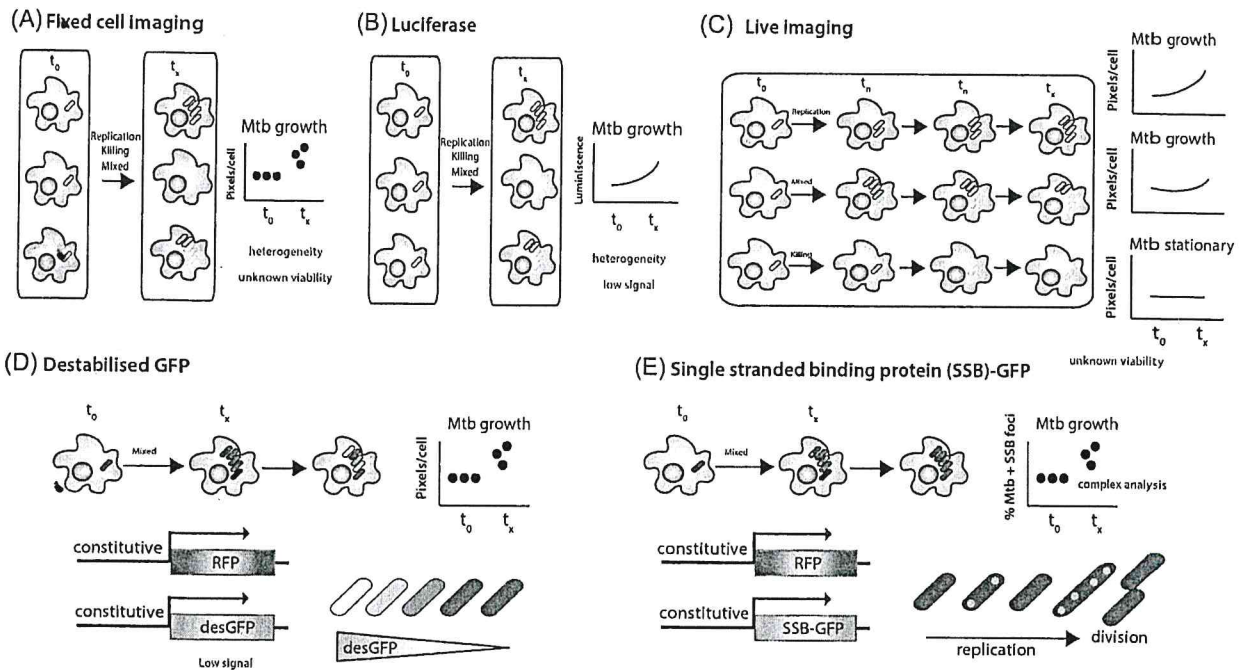 (A) Fixed cell imaging
t0
tx
Replication
Killing
Mixed
Mtb growth
Pixels/cell
t0 tx
heterogeneity
unknown viability
(B) Luciferase
t0
tx
Replication
Killing
Mixed
Mtb growth
Luminiscence
t0 tx
heterogeneity
low signal
(C) Live imaging
t0 tn tn tx
Replication
Mixed
Killing
Mtb growth
Pixels/cell
Mtb growth
Pixels/cell
Mtb stationary
Pixels/cell
t0 tx
unknown viability
(D) Destabilised GFP
t0 tx
Mixed
Mtb growth
Pixels/cell
t0 tx
constitutive
RFP
constitutive
desGFP
Low signal
desGFP
(E) Single stranded binding protein (SSB)-GFP
t0 tx
Mixed
Mtb growth
% Mtb + SSB foci
complex analysis
t0 tx
constitutive
RFP
constitutive
SSB-GFP
replication
division